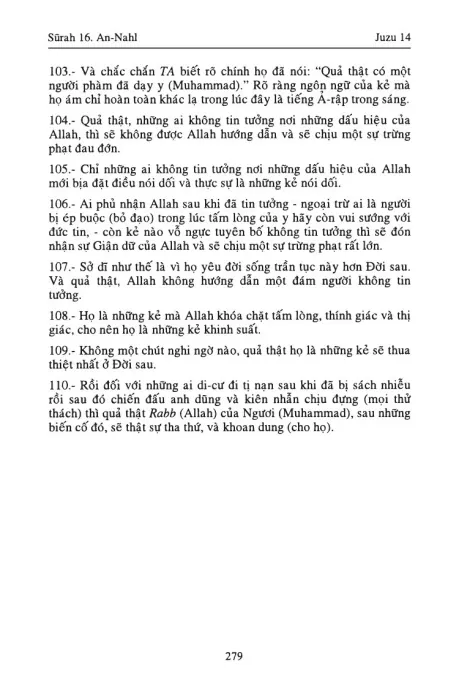 Sūrah 16. An-Nahl Juzu 14
103.- Và chắc chắn TA biết rõ chính họ đã nói: “Quả thật có một
người phàm đã dạy y (Muhammad).” Rõ ràng ngôn ngữ của kẻ mà
họ ám chỉ hoàn toàn khác lạ trong lúc đây là tiếng Ả-rập trong sáng.
104.- Quả thật, những ai không tin tưởng nơi những dấu hiệu của
Allah, thì sẽ không được Allah hướng dẫn và sẽ chịu một sự trừng
phạt đau đớn.
105.- Chỉ những ai không tin tưởng nơi những dấu hiệu của Allah
mới bịa đặt điều nói dối và thực sự là những kẻ nói dối.
106.- Ai phủ nhận Allah sau khi đã tin tưởng - ngoại trừ ai là người
bị ép buộc (bỏ đạo) trong lúc tấm lòng của y hãy còn vui sướng với
đức tin, - còn kẻ nào vỗ ngực tuyên bố không tin tưởng thì sẽ đón
nhận sự Giận dữ của Allah và sẽ chịu một sự trừng phạt rất lớn.
107.- Sở dĩ như thế là vì họ yêu đời sống trần tục này hơn Đời sau.
Và quả thật, Allah không hướng dẫn một đám người không tin
tưởng.
108.- Họ là những kẻ mà Allah khóa chặt tấm lòng, thính giác và thị
giác, cho nên họ là những kẻ khinh suất.
109.- Không một chút nghi ngờ nào, quả thật họ là những kẻ sẽ thua
thiệt nhất ở Đời sau.
110.- Rồi đối với những ai di-cư đi tị nạn sau khi đã bị sách nhiễu
rồi sau đó chiến đấu anh dũng và kiên nhẫn chịu đựng (mọi thử
thách) thì quả thật Rabb (Allah) của Ngươi (Muhammad), sau những
biến cố đó, sẽ thật sự tha thứ, và khoan dung (cho họ).
279